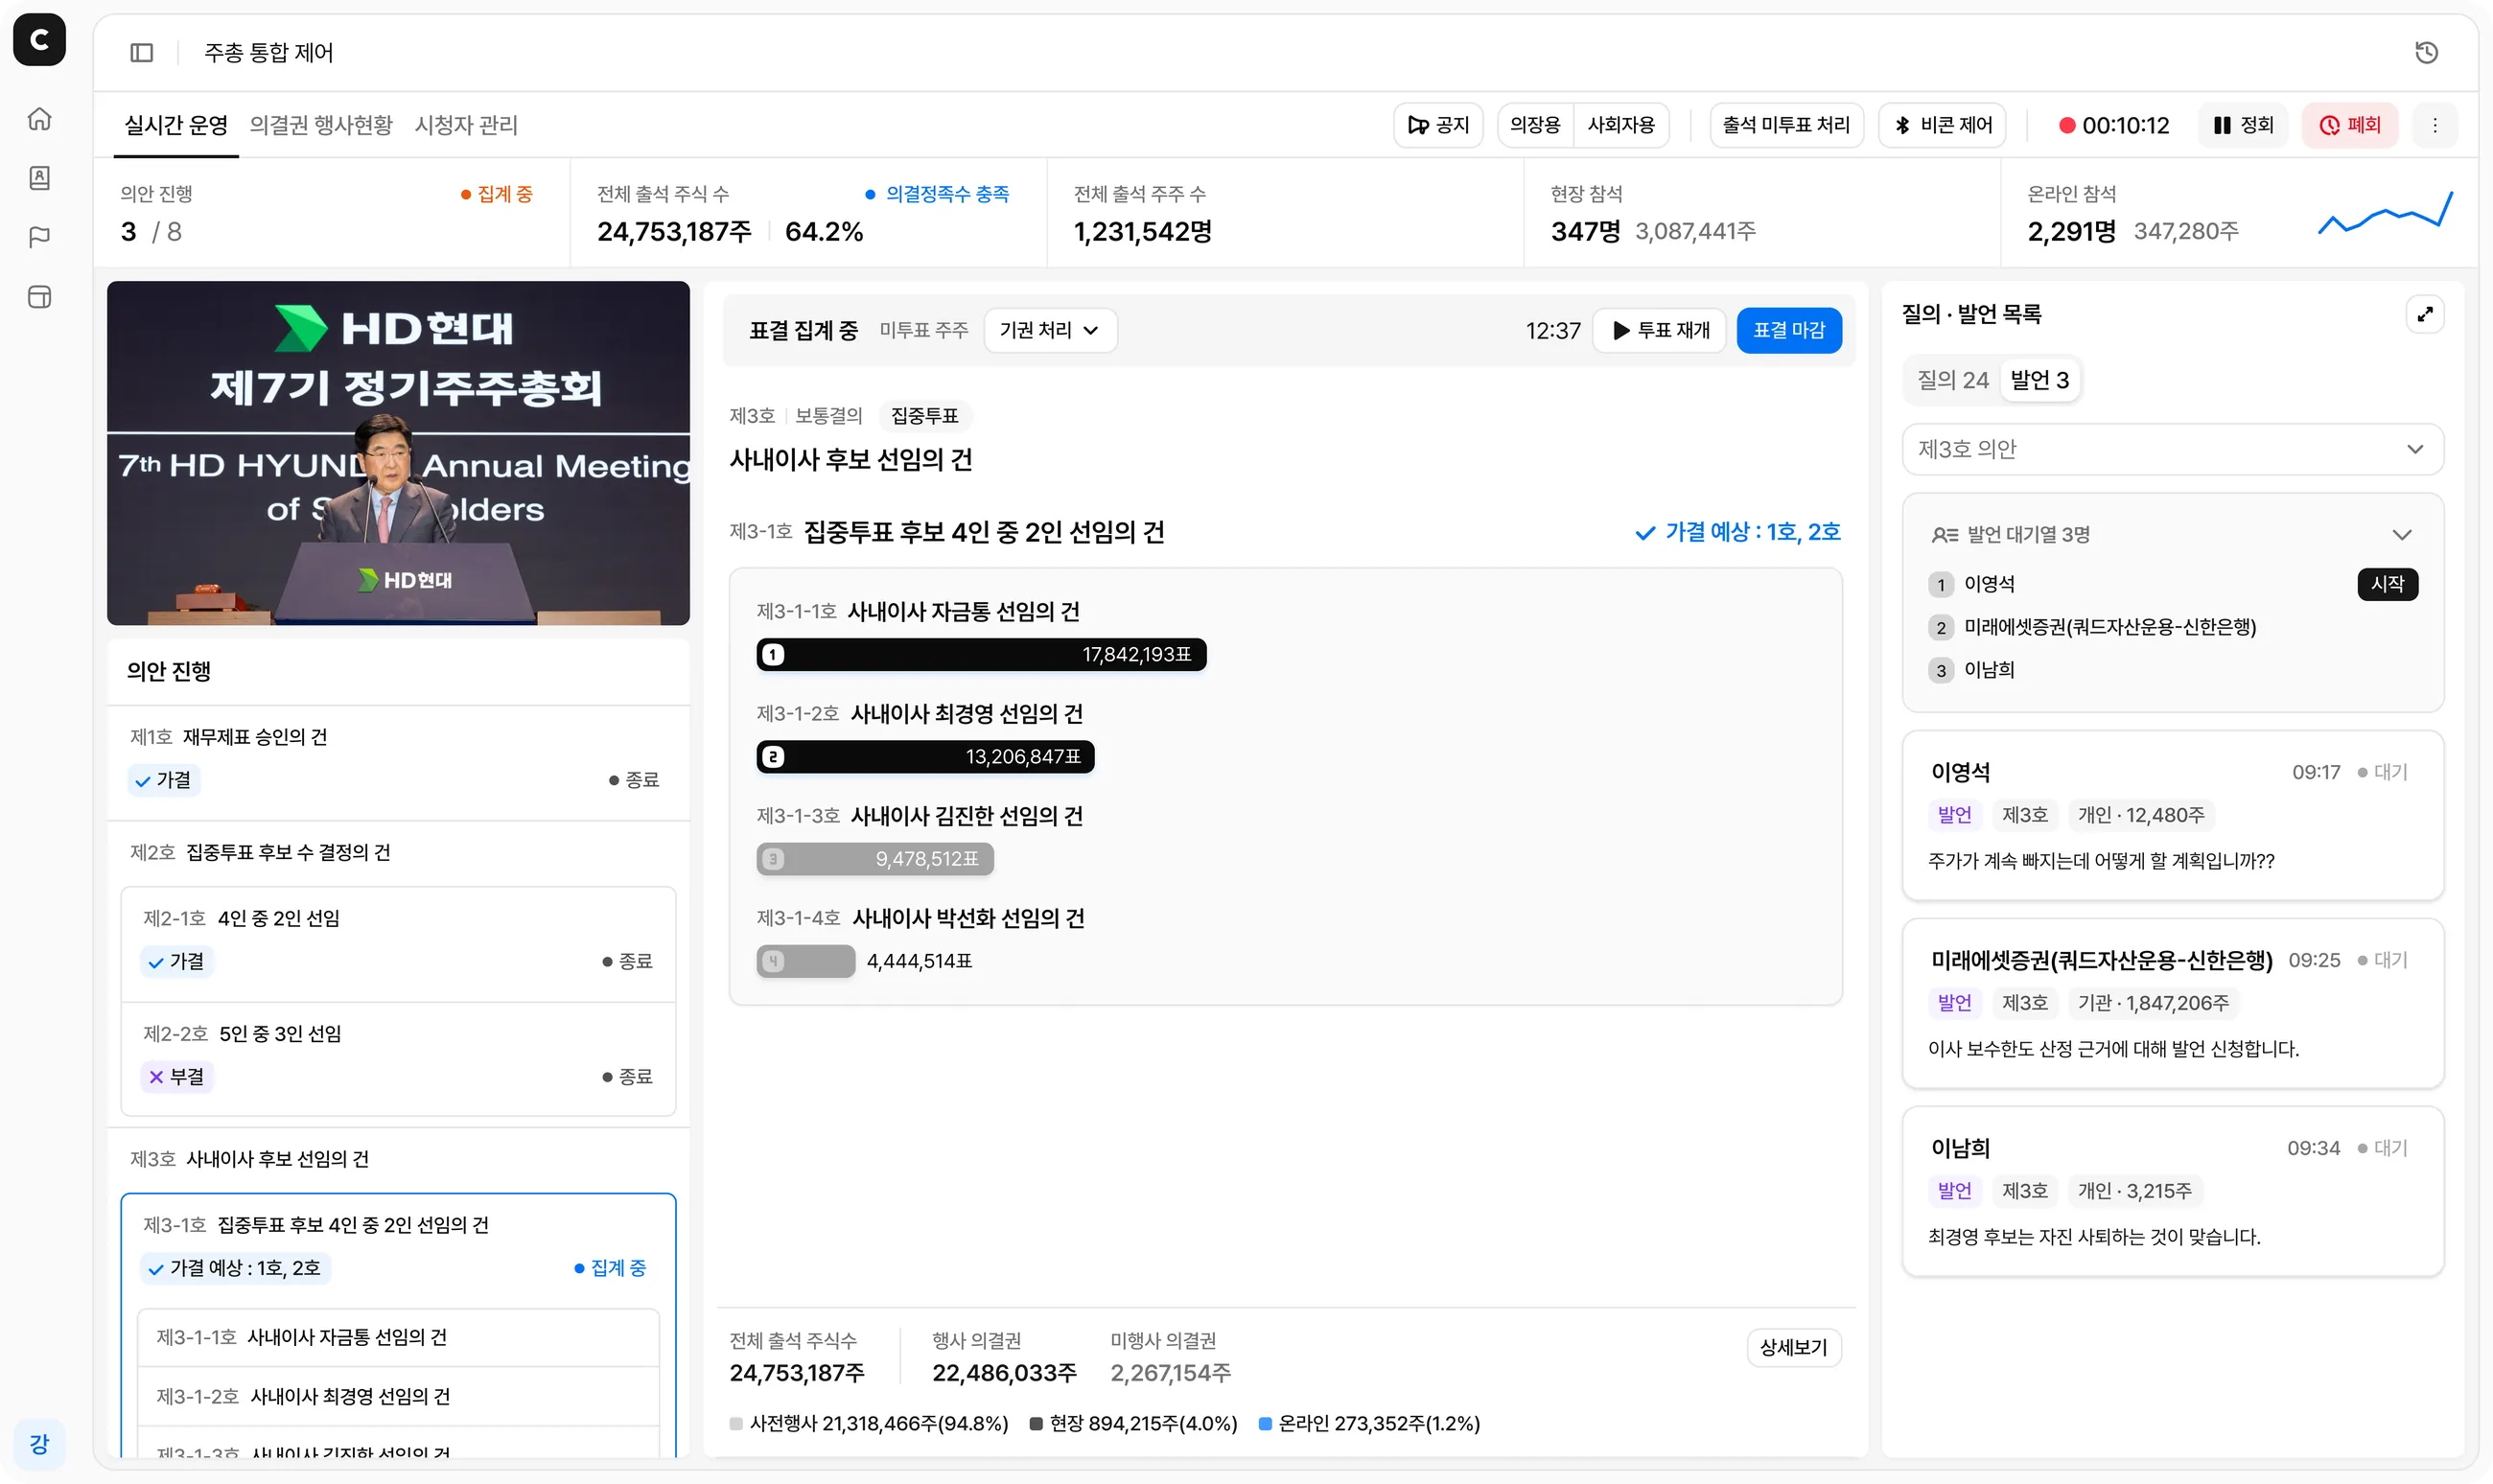 C
주총 통합 제어
실시간 운영 의결권 행사현황 시청자 관리
공지 의장용 사회자용 출석 미투표 처리 비콘 제어 00:10:12 정회 폐회
의안 진행 집계 중
3 / 8
전체 출석 주식 수 의결정족수 충족
24,753,187주 64.2%
전체 출석 주주 수
1,231,542명
현장 참석
347명 3,087,441주
온라인 참석
2,291명 347,280주
HD현대
제7기 정기주주총회
7th HD HYUND Annual Meeting
of S olders
HD현대
의안 진행
제1호 재무제표 승인의 건
가결 종료
제2호 집중투표 후보 수 결정의 건
제2-1호 4인 중 2인 선임
가결 종료
제2-2호 5인 중 3인 선임
부결 종료
제3호 사내이사 후보 선임의 건
제3-1호 집중투표 후보 4인 중 2인 선임의 건
가결 예상 : 1호, 2호 집계 중
제3-1-1호 사내이사 자금통 선임의 건
제3-1-2호 사내이사 최경영 선임의 건
제3-1-3호 사내이사 김진한 선임의 건
강
표결 집계 중 미투표 주주 기권 처리 12:37 투표 재개 표결 마감
제3호 보통결의 집중투표
사내이사 후보 선임의 건
제3-1호 집중투표 후보 4인 중 2인 선임의 건 가결 예상 : 1호, 2호
제3-1-1호 사내이사 자금통 선임의 건
1 17,842,193표
제3-1-2호 사내이사 최경영 선임의 건
2 13,206,847표
제3-1-3호 사내이사 김진한 선임의 건
3 9,478,512표
제3-1-4호 사내이사 박선화 선임의 건
4 4,444,514표
전체 출석 주식수 행사 의결권 미행사 의결권 상세보기
24,753,187주 22,486,033주 2,267,154주
사전행사 21,318,466주(94.8%) 현장 894,215주(4.0%) 온라인 273,352주(1.2%)
질의 · 발언 목록
질의 24 발언 3
제3호 의안
발언 대기열 3명
1 이영석 시작
2 미래에셋증권(쿼드자산운용-신한은행)
3 이남희
이영석 09:17 대기
발언 제3호 개인 · 12,480주
주가가 계속 빠지는데 어떻게 할 계획입니까??
미래에셋증권(쿼드자산운용-신한은행) 09:25 대기
발언 제3호 기관 · 1,847,206주
이사 보수한도 산정 근거에 대해 발언 신청합니다.
이남희 09:34 대기
발언 제3호 개인 · 3,215주
최경영 후보는 자진 사퇴하는 것이 맞습니다.